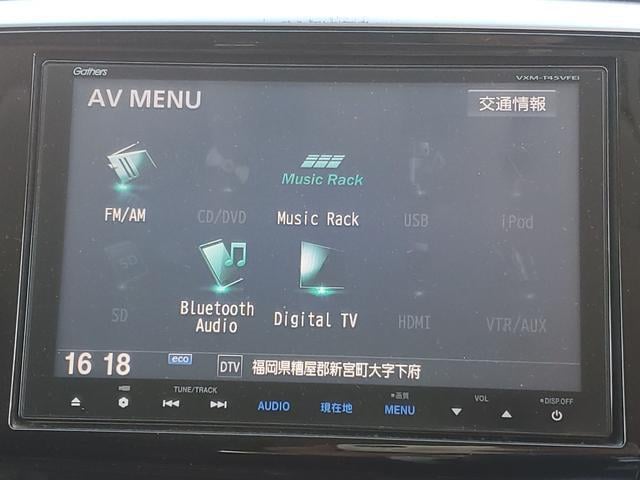 Gathers VXM-T45VFEi
AV MENU 交通情報
Music Rack
FM/AM CD/DVD Music Rack USB iPod
SD
SD Bluetooth Audio Digital TV HDMI VTR/AUX
16 18 eco DTV 福岡県糟屋郡新宮町大字下府
TUNE/TRACK AUDIO 現在地 画質 MENU VOL DISP.OFF